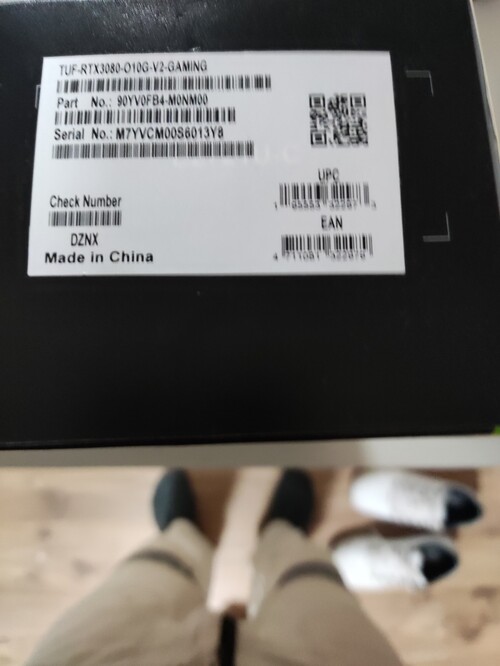 TUF-RTX3080-O10G-V2-GAMING
Part No.: 90YV0FB4-M0NM00
Serial No.: M7YVCM00S6013Y8
UPC
Check Number
EAN
DZNX
Made in China